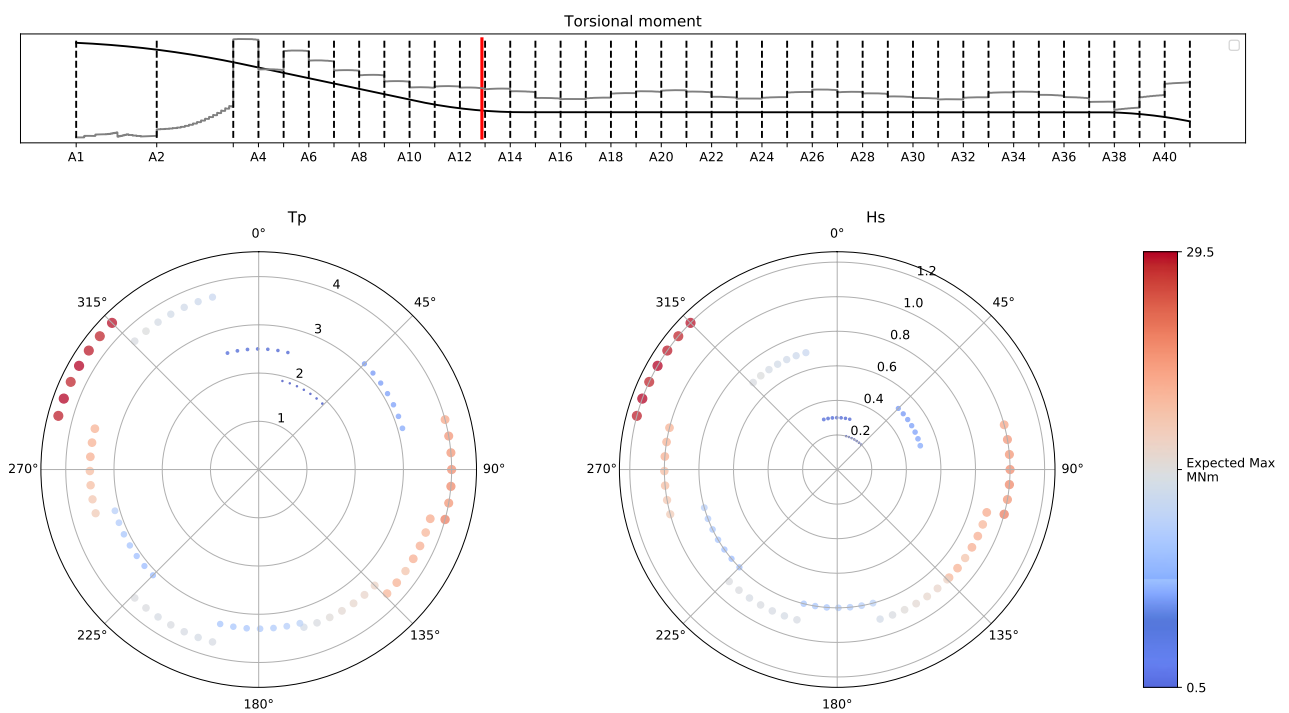 Torsional moment
A1 A2 A4 A6 A8 A10 A12 A14 A16 A18 A20 A22 A24 A26 A28 A30 A32 A34 A36 A38 A40
Tp Hs
0° 0°
45° 45°
90° 90°
135° 135°
180° 180°
225° 225°
270° 270°
315° 315°
1 2 3 4
0.2 0.4 0.6 0.8 1.0 1.2
29.5
Expected Max
MNm
0.5